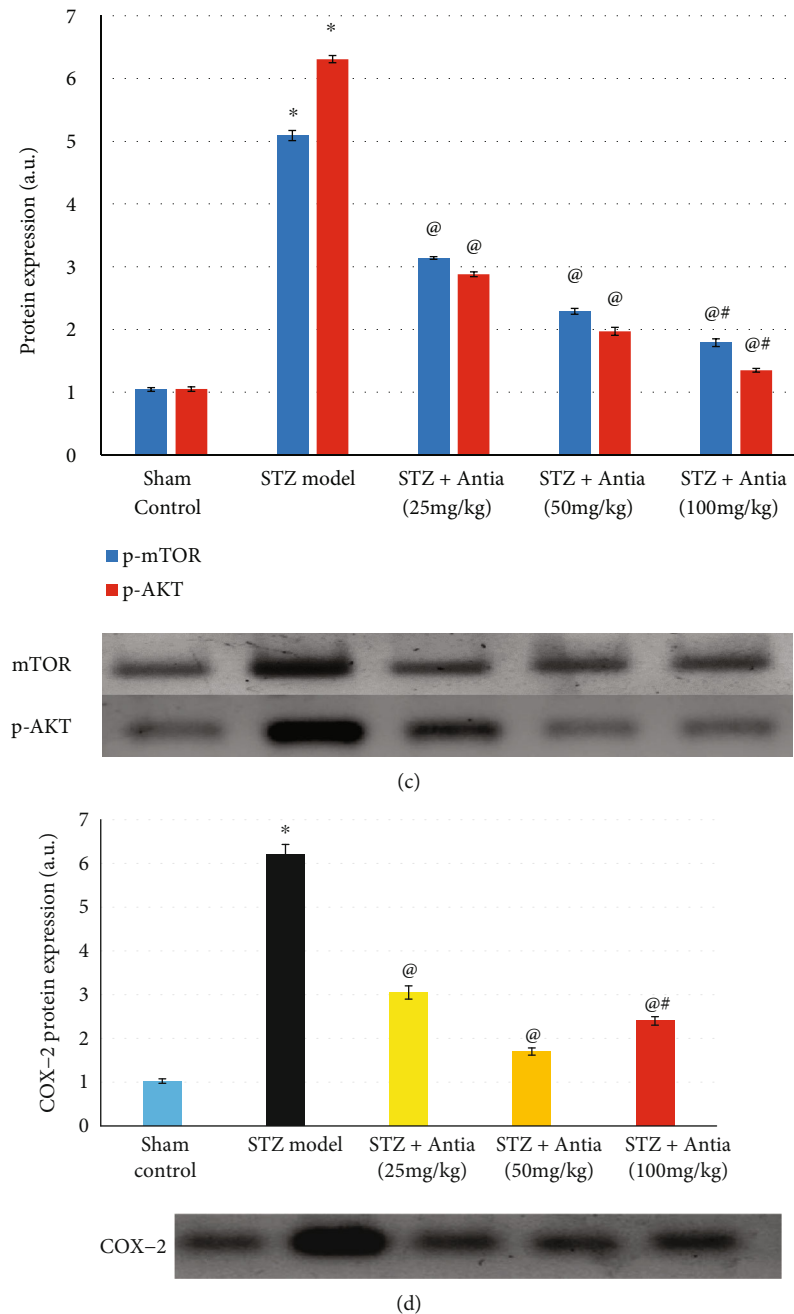 7
6
5
4
3
2
1
0
Protein expression (a.u.)
* *
@ @
@ @
@# @#
Sham Control
STZ model
STZ + Antia (25mg/kg)
STZ + Antia (50mg/kg)
STZ + Antia (100mg/kg)
p-mTOR
p-AKT
mTOR
p-AKT
(c)
7
6
5
4
3
2
1
0
COX−2 protein expression (a.u.)
*
@
@
@#
Sham control
STZ model
STZ + Antia (25mg/kg)
STZ + Antia (50mg/kg)
STZ + Antia (100mg/kg)
COX−2
(d)